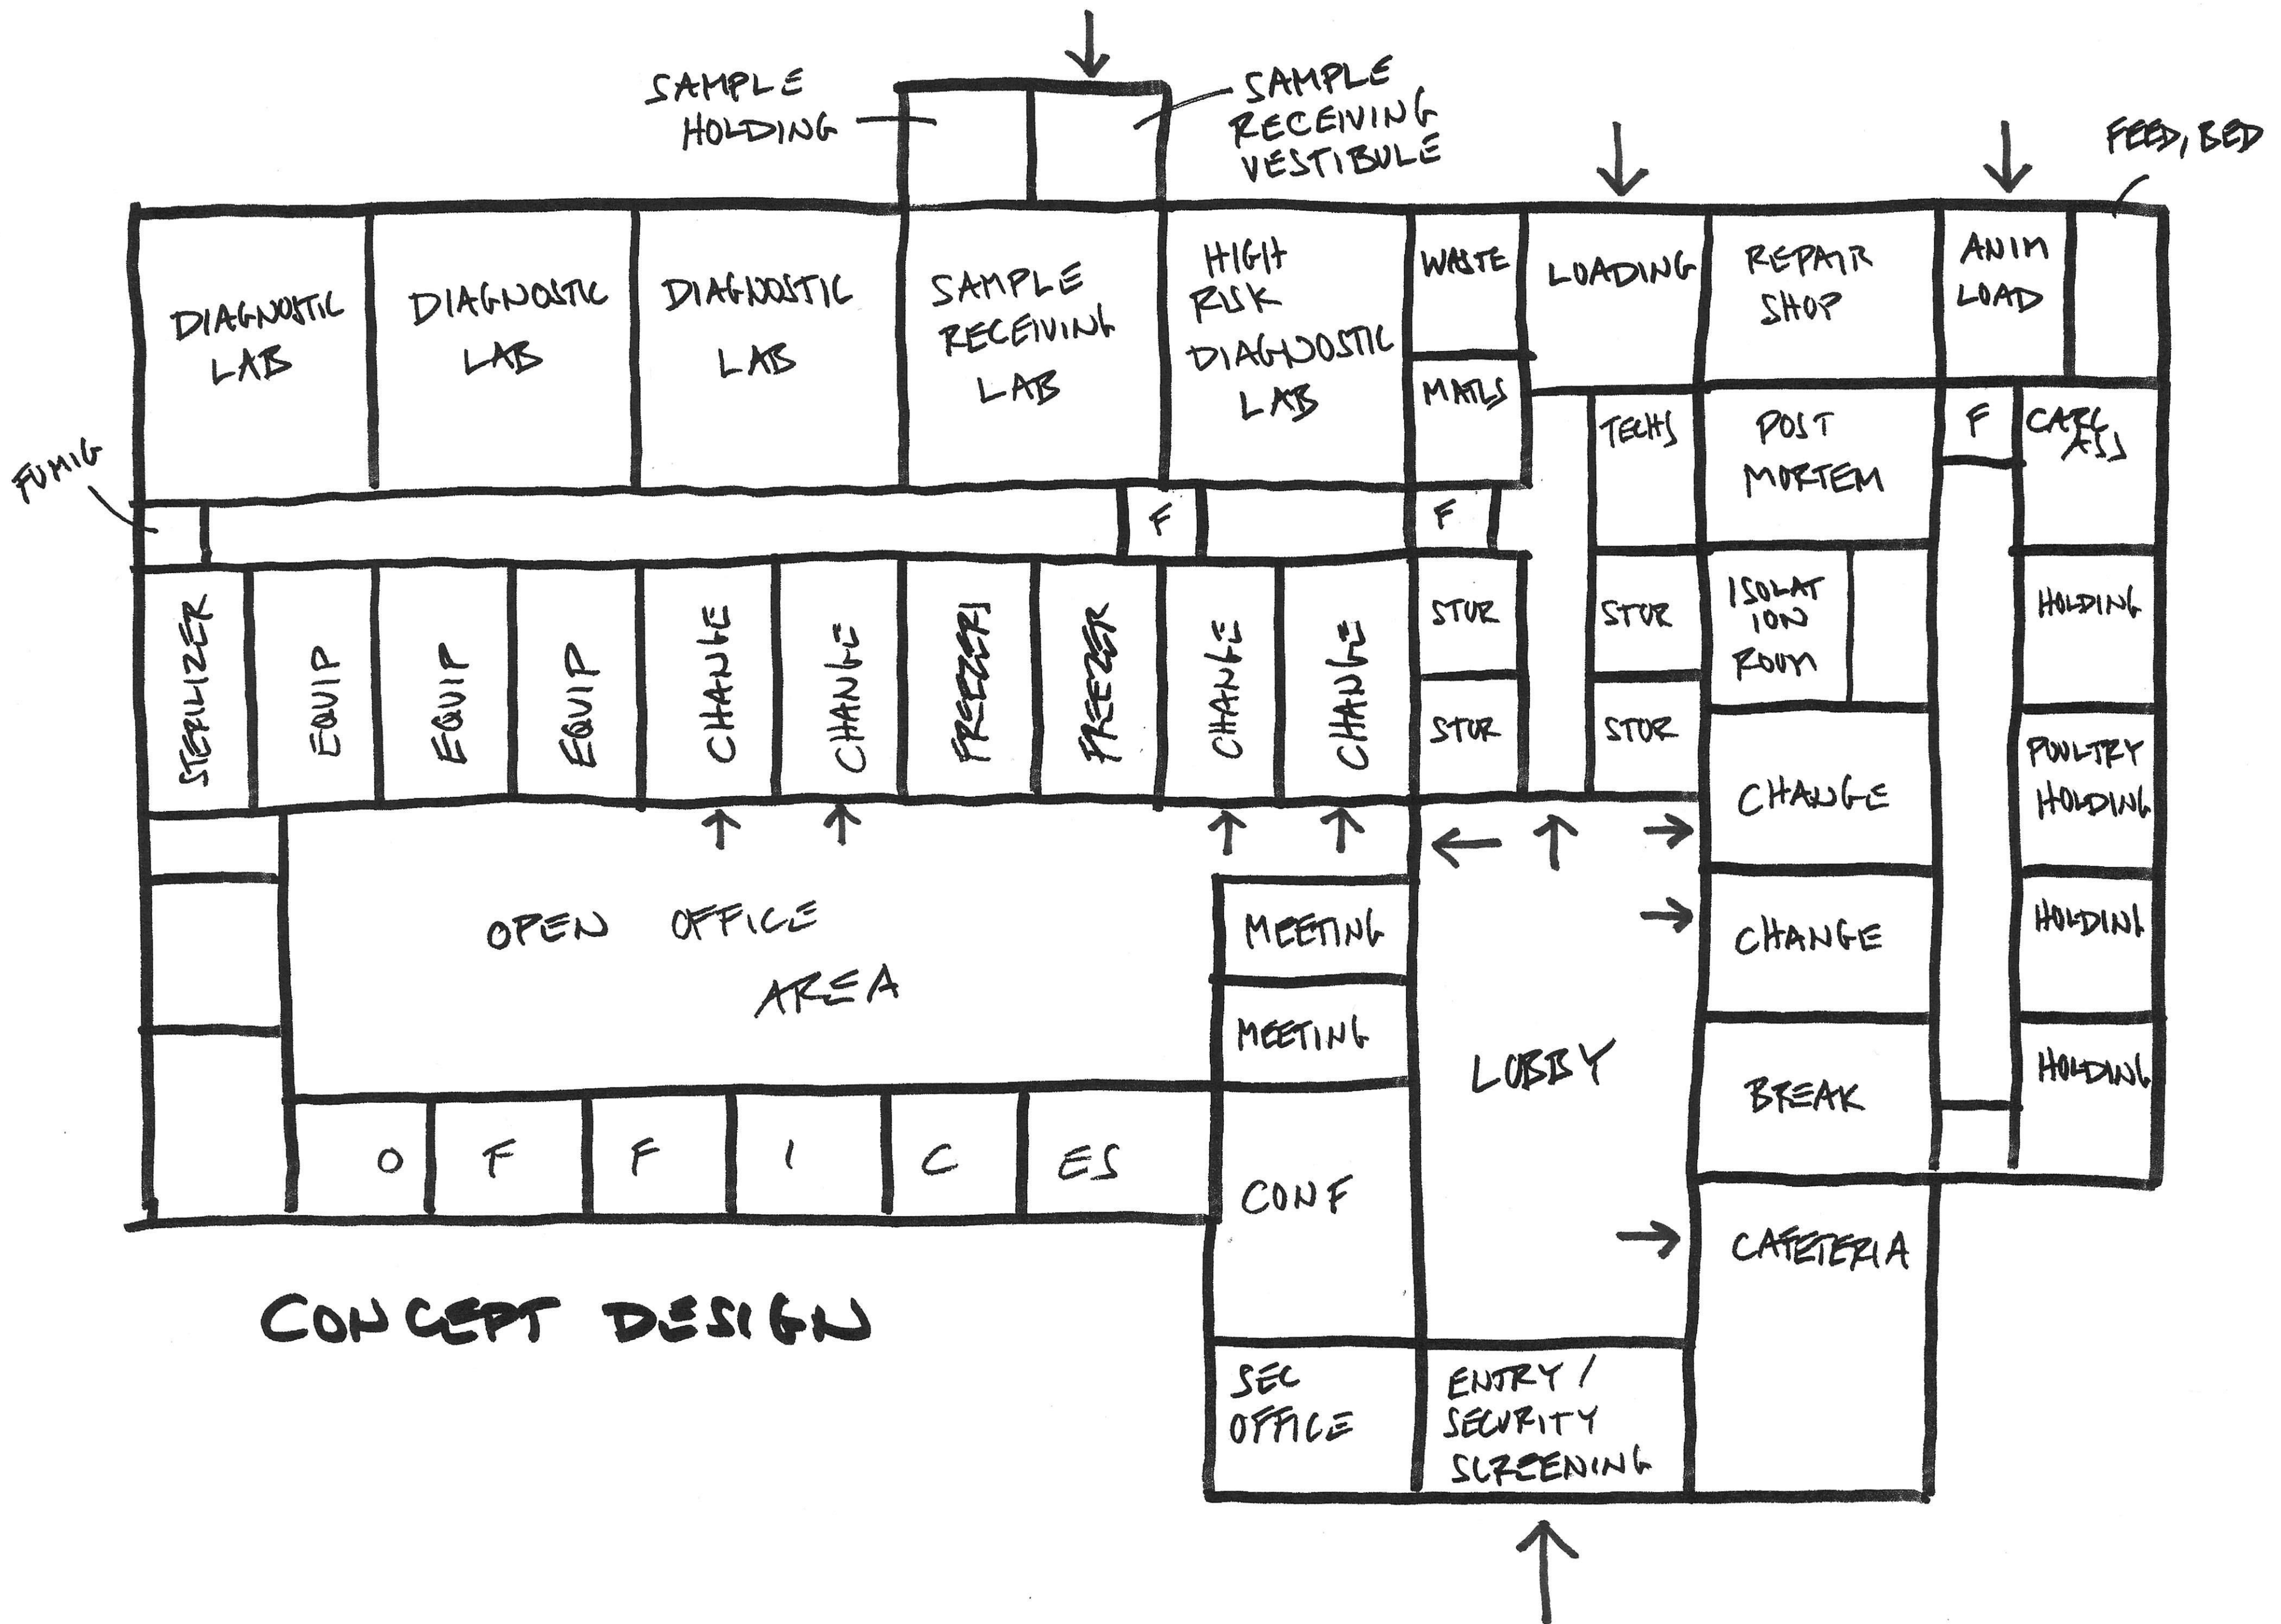 SAMPLE
HOLDING
SAMPLE
RECEIVING
VESTIBULE
FEED, BED
DIAGNOSTIC
LAB
DIAGNOSTIC
LAB
DIAGNOSTIC
LAB
SAMPLE
RECEIVING
LAB
HIGH
RISK
DIAGNOSTIC
LAB
WASTE
MATLS
LOADING
REPAIR
SHOP
ANIM
LOAD
TECHS
POST
MORTEM
F
CARC
ASS
FUMIG
F
F
STERILIZER
EQUIP
EQUIP
EQUIP
CHANGE
CHANGE
FREEZERS
FREEZER
CHANGE
CHANGE
STOR
STOR
STOR
STOR
ISOLAT
ION
ROOM
HOLDING
CHANGE
POULTRY
HOLDING
OPEN OFFICE
AREA
MEETING
MEETING
LOBBY
CHANGE
HOLDING
BREAK
HOLDING
O F F I C ES
CONF
CAFETERIA
CONCEPT DESIGN
SEC
OFFICE
ENTRY /
SECURITY
SCREENING